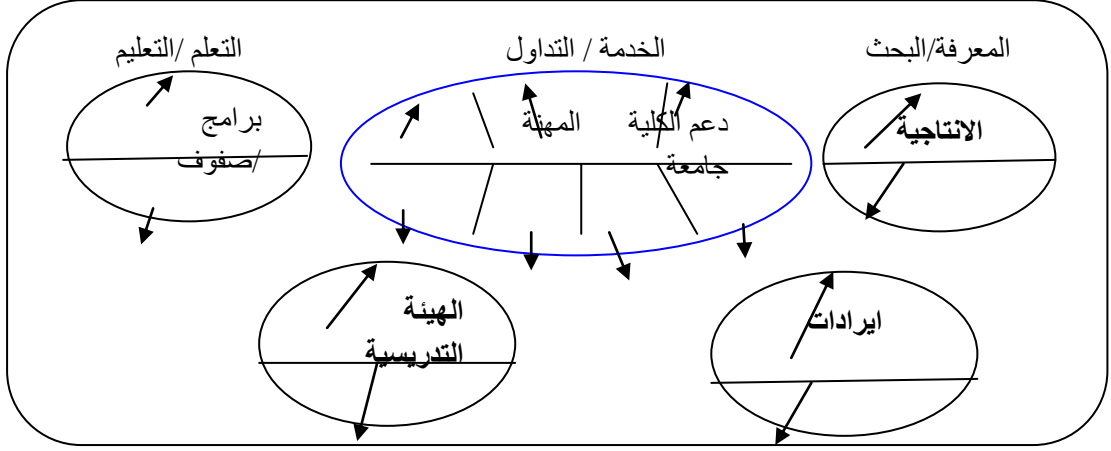 المعرفة/البحث
الخدمة / التداول
التعلم /التعليم
الانتاجية
دعم الكلية
جامعة
المهنة
برامج
/صفوف
ايرادات
الهيئة
التدريسية